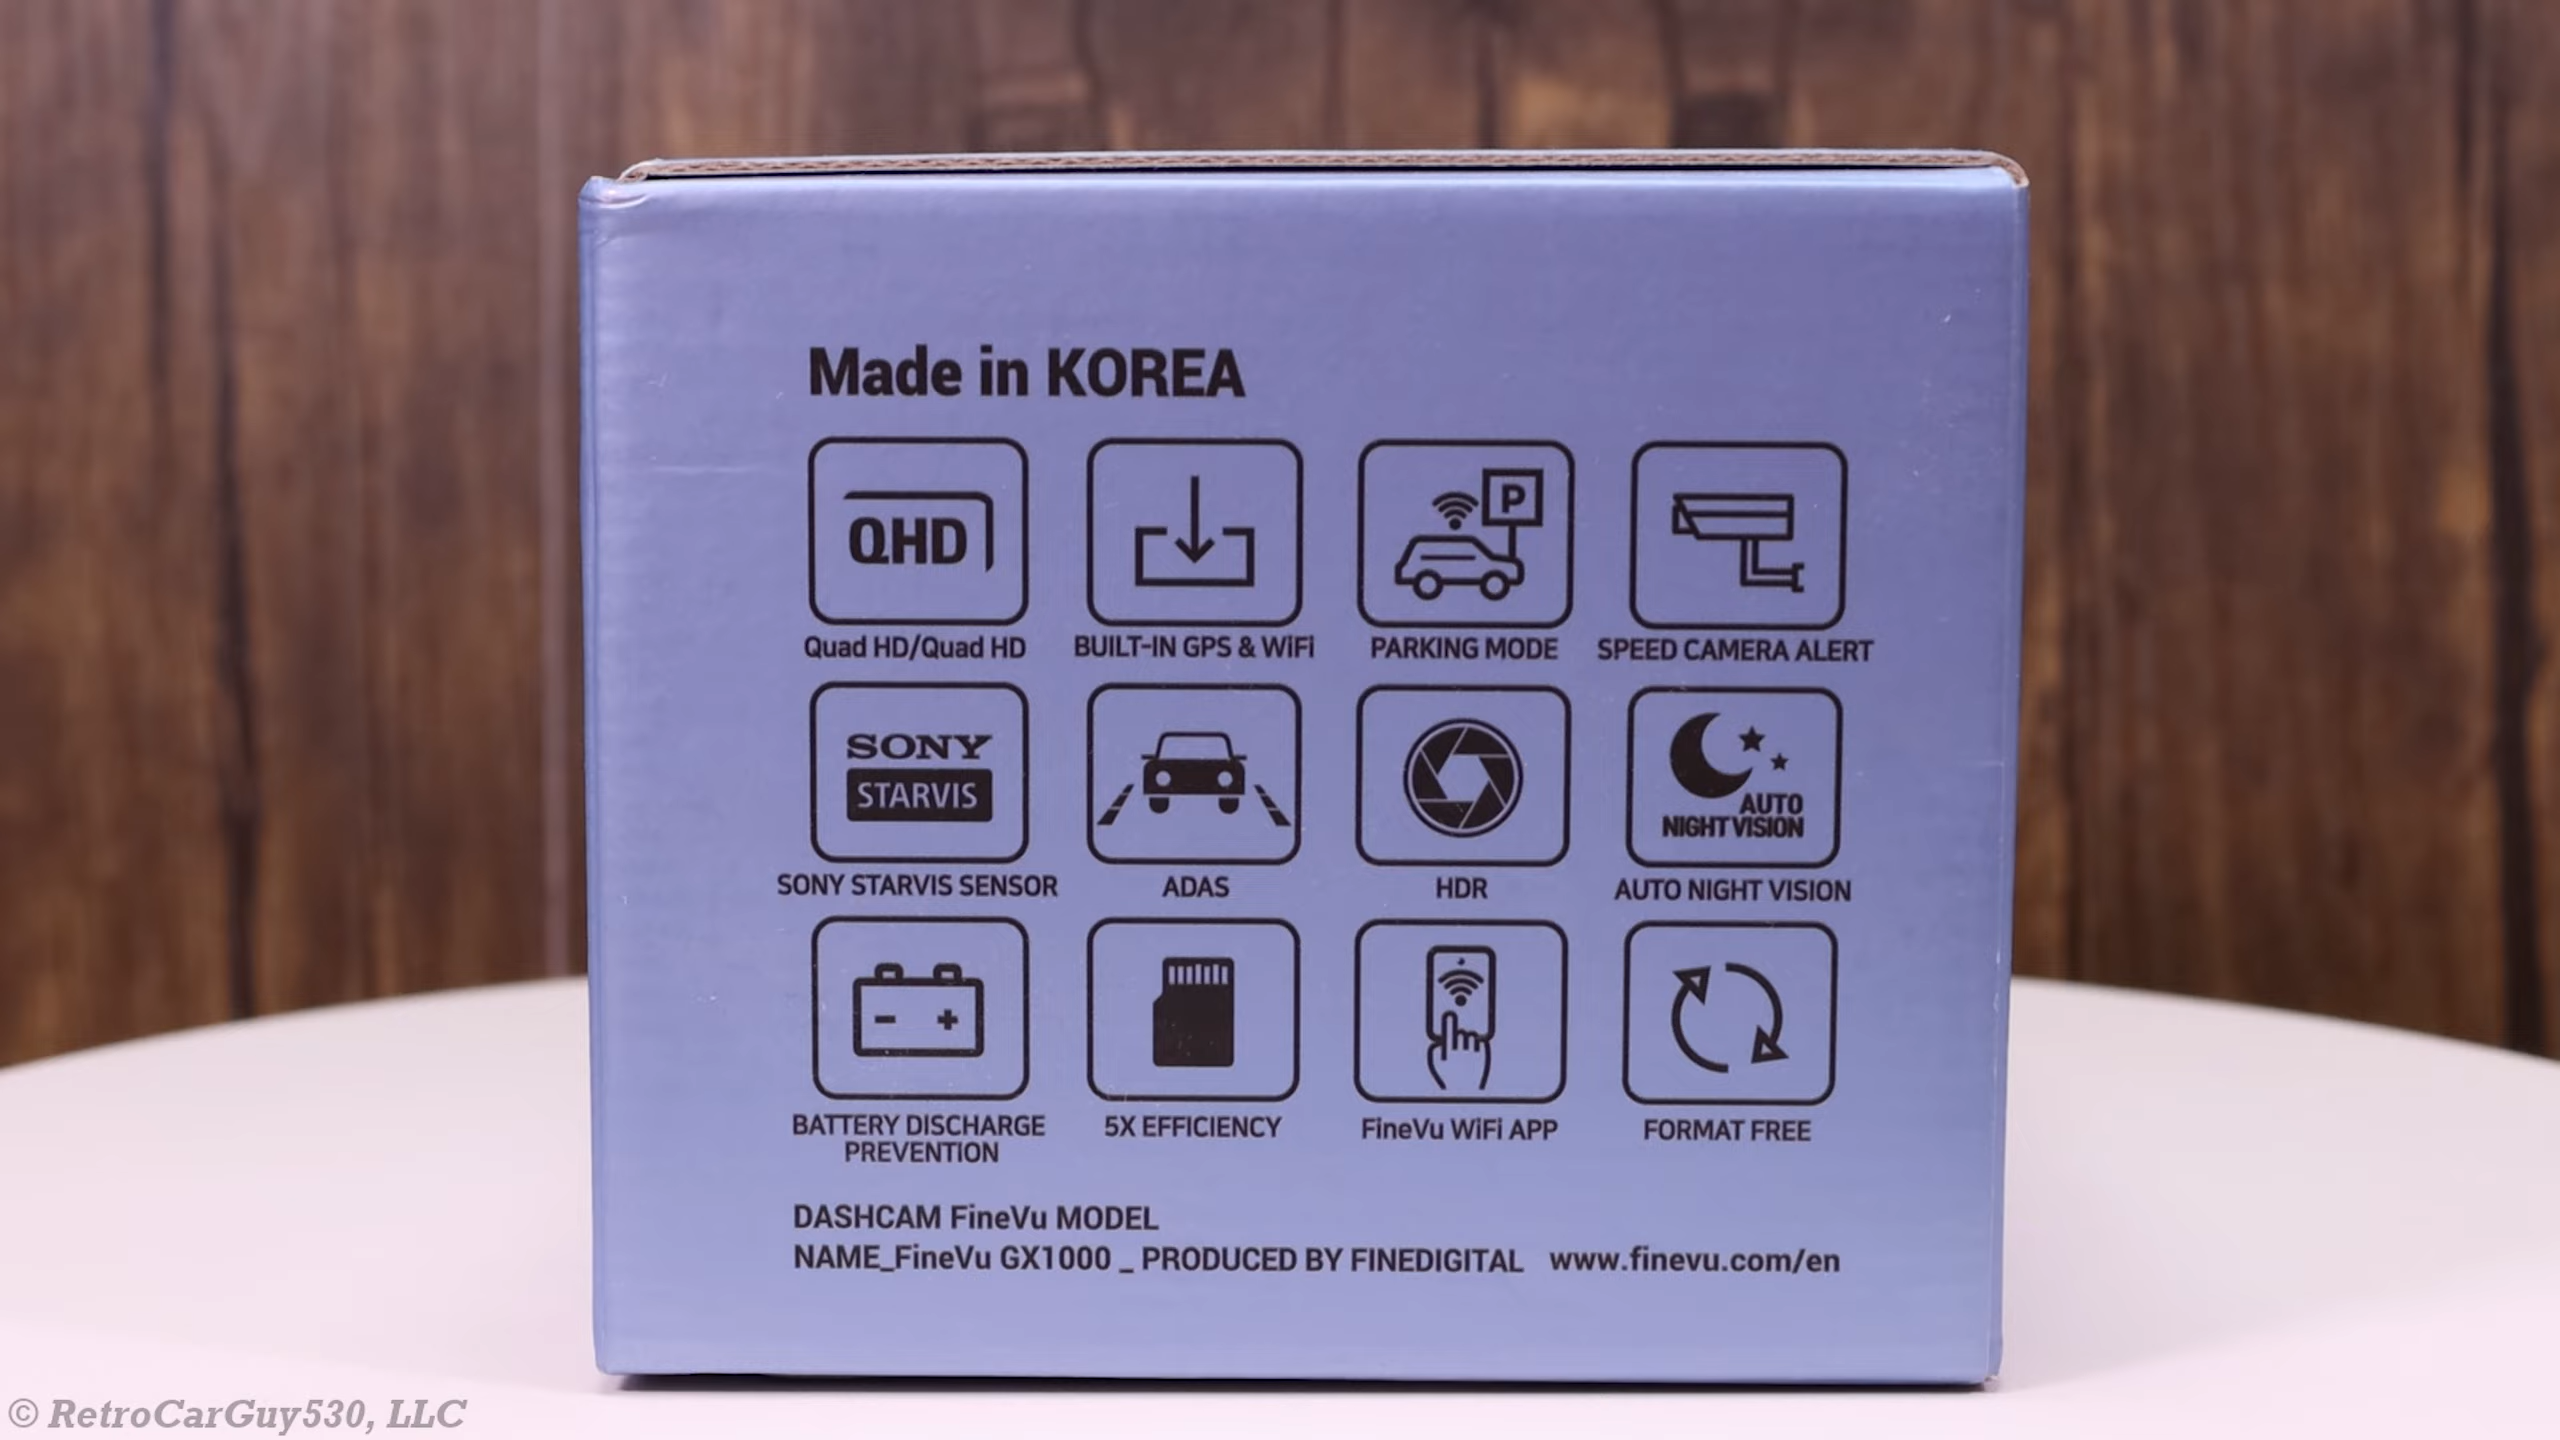 Made in KOREA
QHD
P
Quad HD/Quad HD
BUILT-IN GPS & WiFi
PARKING MODE
SPEED CAMERA ALERT
SONY
STARVIS
AUTO
NIGHT VISION
SONY STARVIS SENSOR
ADAS
HDR
AUTO NIGHT VISION
- +
BATTERY DISCHARGE
PREVENTION
5X EFFICIENCY
FineVu WiFi APP
FORMAT FREE
DASHCAM FineVu MODEL
NAME_FineVu GX1000 _ PRODUCED BY FINEDIGITAL www.finevu.com/en
© RetroCarGuy530, LLC